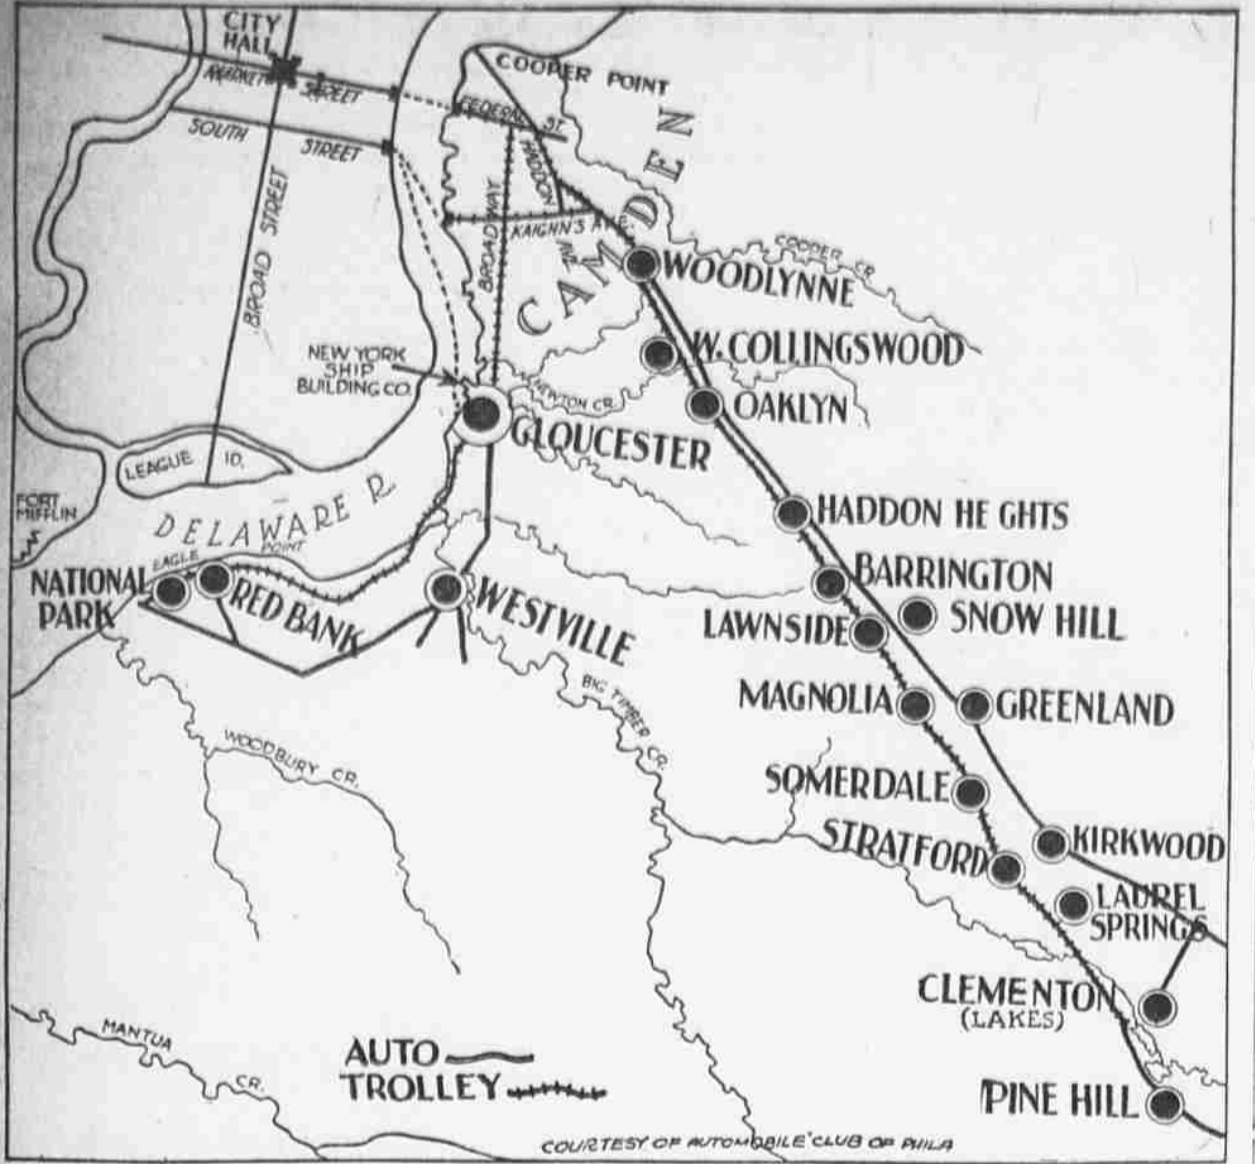 CITY
HALL
MARKET STREET
SOUTH STREET
BROAD STREET
COOPER POINT
FEDERAL ST.
HADDON AVE
BROADWAY
KAIGHN'S AVE.
CAMDEN
COOPER CR.
WOODLYNNE
W. COLLINGSWOOD
OAKLYN
NEW YORK
SHIP
BUILDING CO.
NEWTON CR.
GLOUCESTER
LEAGUE ID.
FORT
MIFFLIN
DELAWARE R.
EAGLE POINT
NATIONAL
PARK
RED BANK
WESTVILLE
HADDON HE GHTS
BARRINGTON
SNOW HILL
LAWNSIDE
MAGNOLIA
GREENLAND
BIG TIMBER CR.
WOODBURY CR.
SOMERDALE
STRATFORD
KIRKWOOD
LAUREL
SPRINGS
CLEMENTON
(LAKES)
MANTUA CR.
AUTO
TROLLEY
PINE HILL
COURTESY OF AUTOMOBILE CLUB OF PHILA